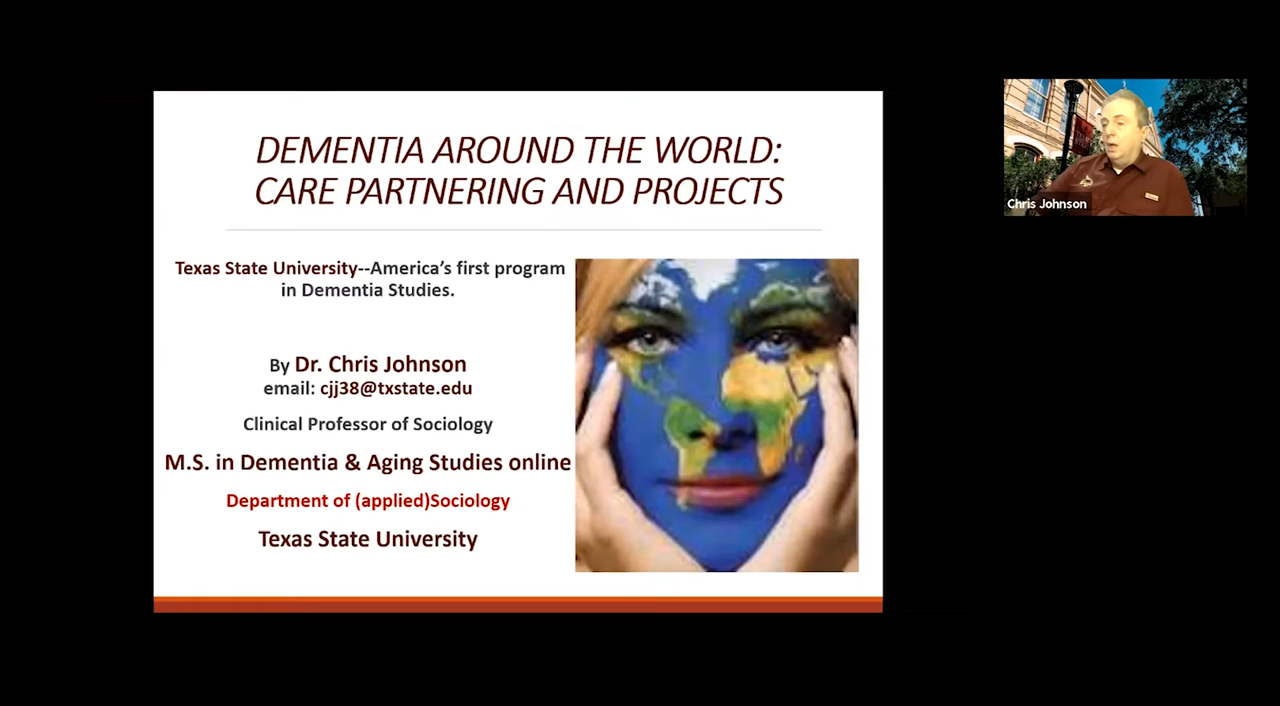 DEMENTIA AROUND THE WORLD:
CARE PARTNERING AND PROJECTS
Texas State University--America's first program
in Dementia Studies.
By Dr. Chris Johnson
email: cjj38@txstate.edu
Clinical Professor of Sociology
M.S. in Dementia & Aging Studies online
Department of (applied)Sociology
Texas State University
Chris Johnson